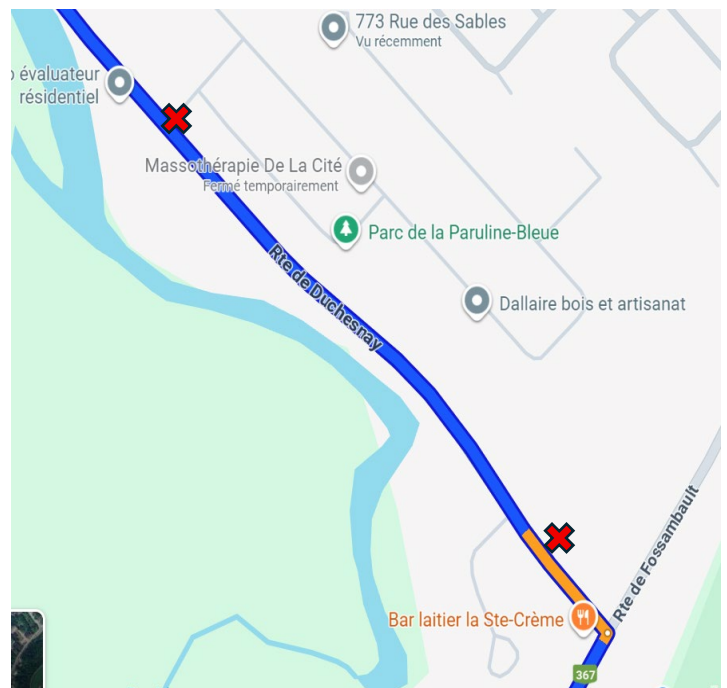 773 Rue des Sables
Vu récemment
évaluateur
résidentiel
Massothérapie De La Cité
Fermé temporairement
Parc de la Paruline-Bleue
Rte de Duchesnay
Dallaire bois et artisanat
Rte de Fossambault
Bar laitier la Ste-Crème
367